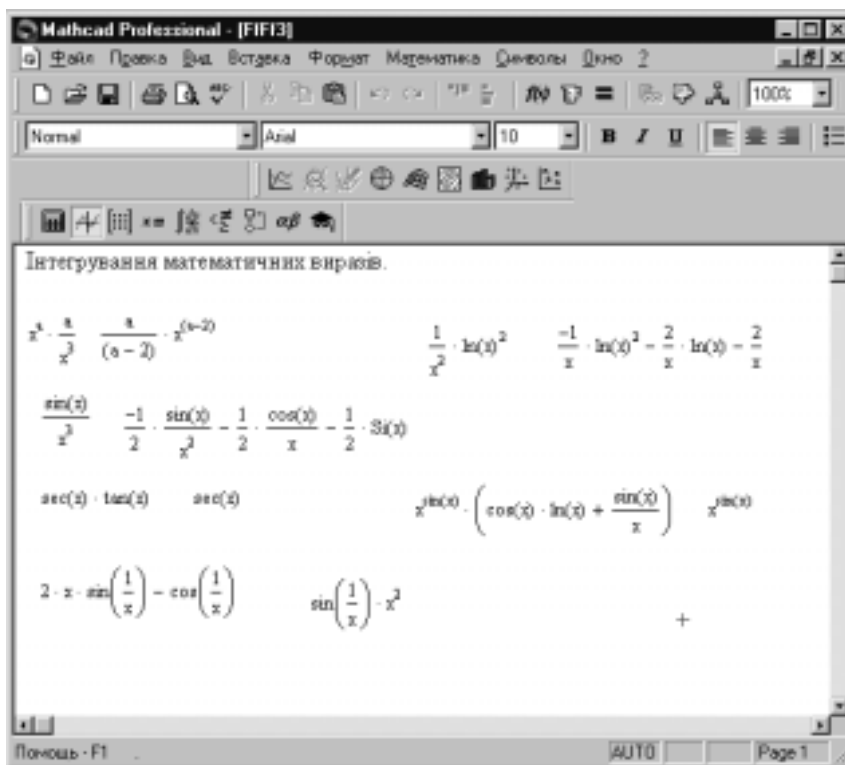 Mathcad Professional - [FIFI3]
Файл Правка Вид Вставка Формат Математика Символы Окно ?
100%
Normal Arial 10 B I U
αβ
Інтегрування математичних виразів.
x^a · a/x^3    a/(a − 2) · x^(a−2)    1/x^2 · ln(x)^2    −1/x · ln(x)^2 − 2/x · ln(x) − 2/x
sin(x)/x^3    −1/2 · sin(x)/x^2 − 1/2 · cos(x)/x − 1/2 · Si(x)
sec(x) · tan(x)    sec(x)    x^sin(x) · (cos(x) · ln(x) + sin(x)/x)    x^sin(x)
2 · x · sin(1/x) − cos(1/x)    sin(1/x) · x^2
Помощь - F1    AUTO    Page 1